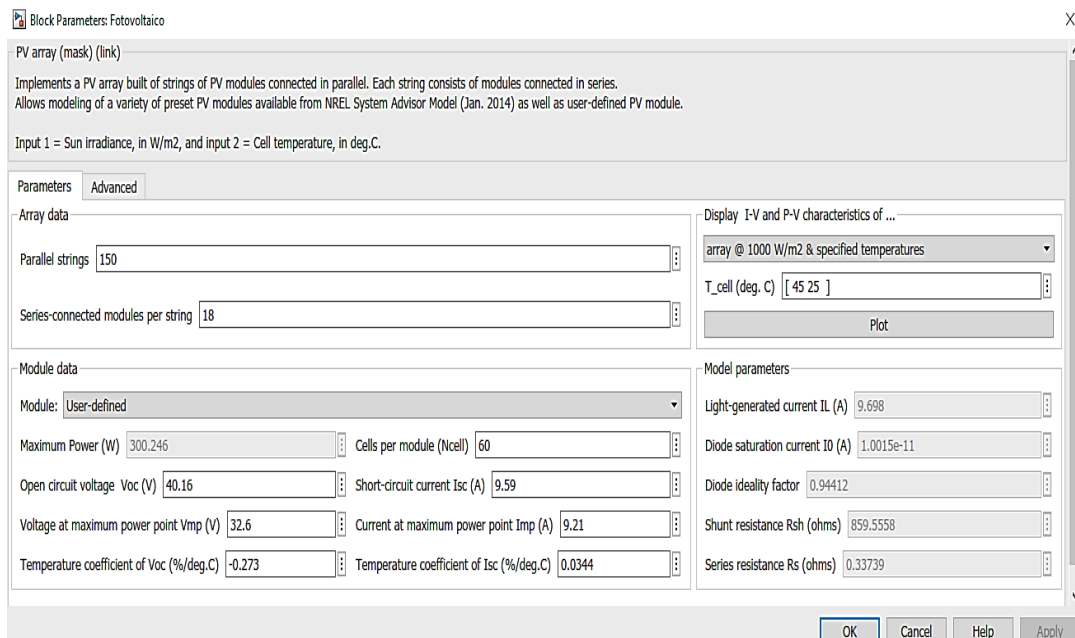 Block Parameters: Fotovoltaico
X
PV array (mask) (link)
Implements a PV array built of strings of PV modules connected in parallel. Each string consists of modules connected in series.
Allows modeling of a variety of preset PV modules available from NREL System Advisor Model (Jan. 2014) as well as user-defined PV module.
Input 1 = Sun irradiance, in W/m2, and input 2 = Cell temperature, in deg.C.
Parameters Advanced
Array data
Parallel strings 150
Series-connected modules per string 18
Display I-V and P-V characteristics of ...
array @ 1000 W/m2 & specified temperatures
T_cell (deg. C) [ 45 25 ]
Plot
Module data
Module: User-defined
Maximum Power (W) 300.246 Cells per module (Ncell) 60
Open circuit voltage Voc (V) 40.16 Short-circuit current Isc (A) 9.59
Voltage at maximum power point Vmp (V) 32.6 Current at maximum power point Imp (A) 9.21
Temperature coefficient of Voc (%/deg.C) -0.273 Temperature coefficient of Isc (%/deg.C) 0.0344
Model parameters
Light-generated current IL (A) 9.698
Diode saturation current I0 (A) 1.0015e-11
Diode ideality factor 0.94412
Shunt resistance Rsh (ohms) 859.5558
Series resistance Rs (ohms) 0.33739
OK Cancel Help Apply